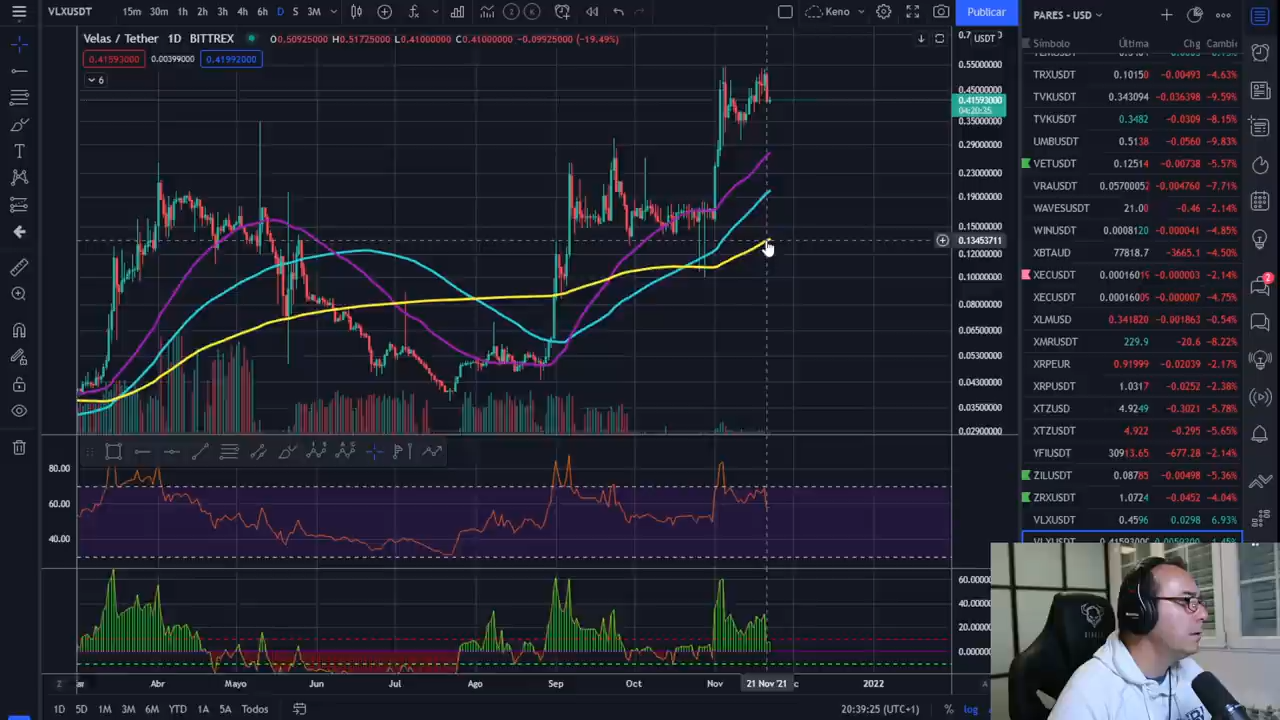 VLXUSDT 15m 30m 1h 2h 3h 4h 6h D S 3M Keno Publicar PARES - USD
Velas / Tether 1D BITTREX O0.50925000 H0.51725000 L0.41000000 C0.41000000 -0.09925000 (-19.49%) USDT
0.41593000 0.00399000 0.41992000
6
0.55000000
0.45000000
0.41593000
04:20:35
0.35000000
0.29000000
0.23000000
0.19000000
0.15000000
0.13453711
0.12000000
0.10000000
0.08000000
0.06500000
0.05300000
0.04300000
0.03500000
0.02900000
80.00
60.00
40.00
40.0000
20.0000
0.00000
Abr Mayo Jun Jul Ago Sep Oct Nov 21 Nov '21 2022
1D 5D 1M 3M 6M YTD 1A 5A Todos 20:39:25 (UTC+1) % log
Símbolo Última Chg Cambio
TRXUSDT 0.10150 -0.00493 -4.63%
TVKUSDT 0.343094 -0.036398 -9.59%
TVKUSDT 0.3482 -0.0309 -8.15%
UMBUSDT 0.5138 -0.0560 -9.83%
VETUSDT 0.12514 -0.00738 -5.57%
VRAUSDT 0.0570052 -0.004760 -7.71%
WAVESUSDT 21.00 -0.46 -2.14%
WINUSDT 0.0008120 -0.000041 -4.85%
XBTAUD 77818.7 -3665.1 -4.50%
XECUSDT 0.0001601 -0.000003 -2.14%
XECUSDT 0.0001600 -0.000007 -4.75%
XLMUSD 0.341820 -0.001863 -0.54%
XMRUSDT 229.9 -20.6 -8.22%
XRPEUR 0.91999 -0.02039 -2.17%
XRPUSDT 1.0317 -0.0252 -2.38%
XTZUSD 4.9249 -0.3021 -5.78%
XTZUSD 4.922 -0.295 -5.65%
YFIUSDT 30913.65 -677.28 -2.14%
ZILUSDT 0.08785 -0.00498 -5.36%
ZRXUSDT 1.0724 -0.0452 -4.04%
VLXUSDT 0.4596 0.0298 6.93%
2